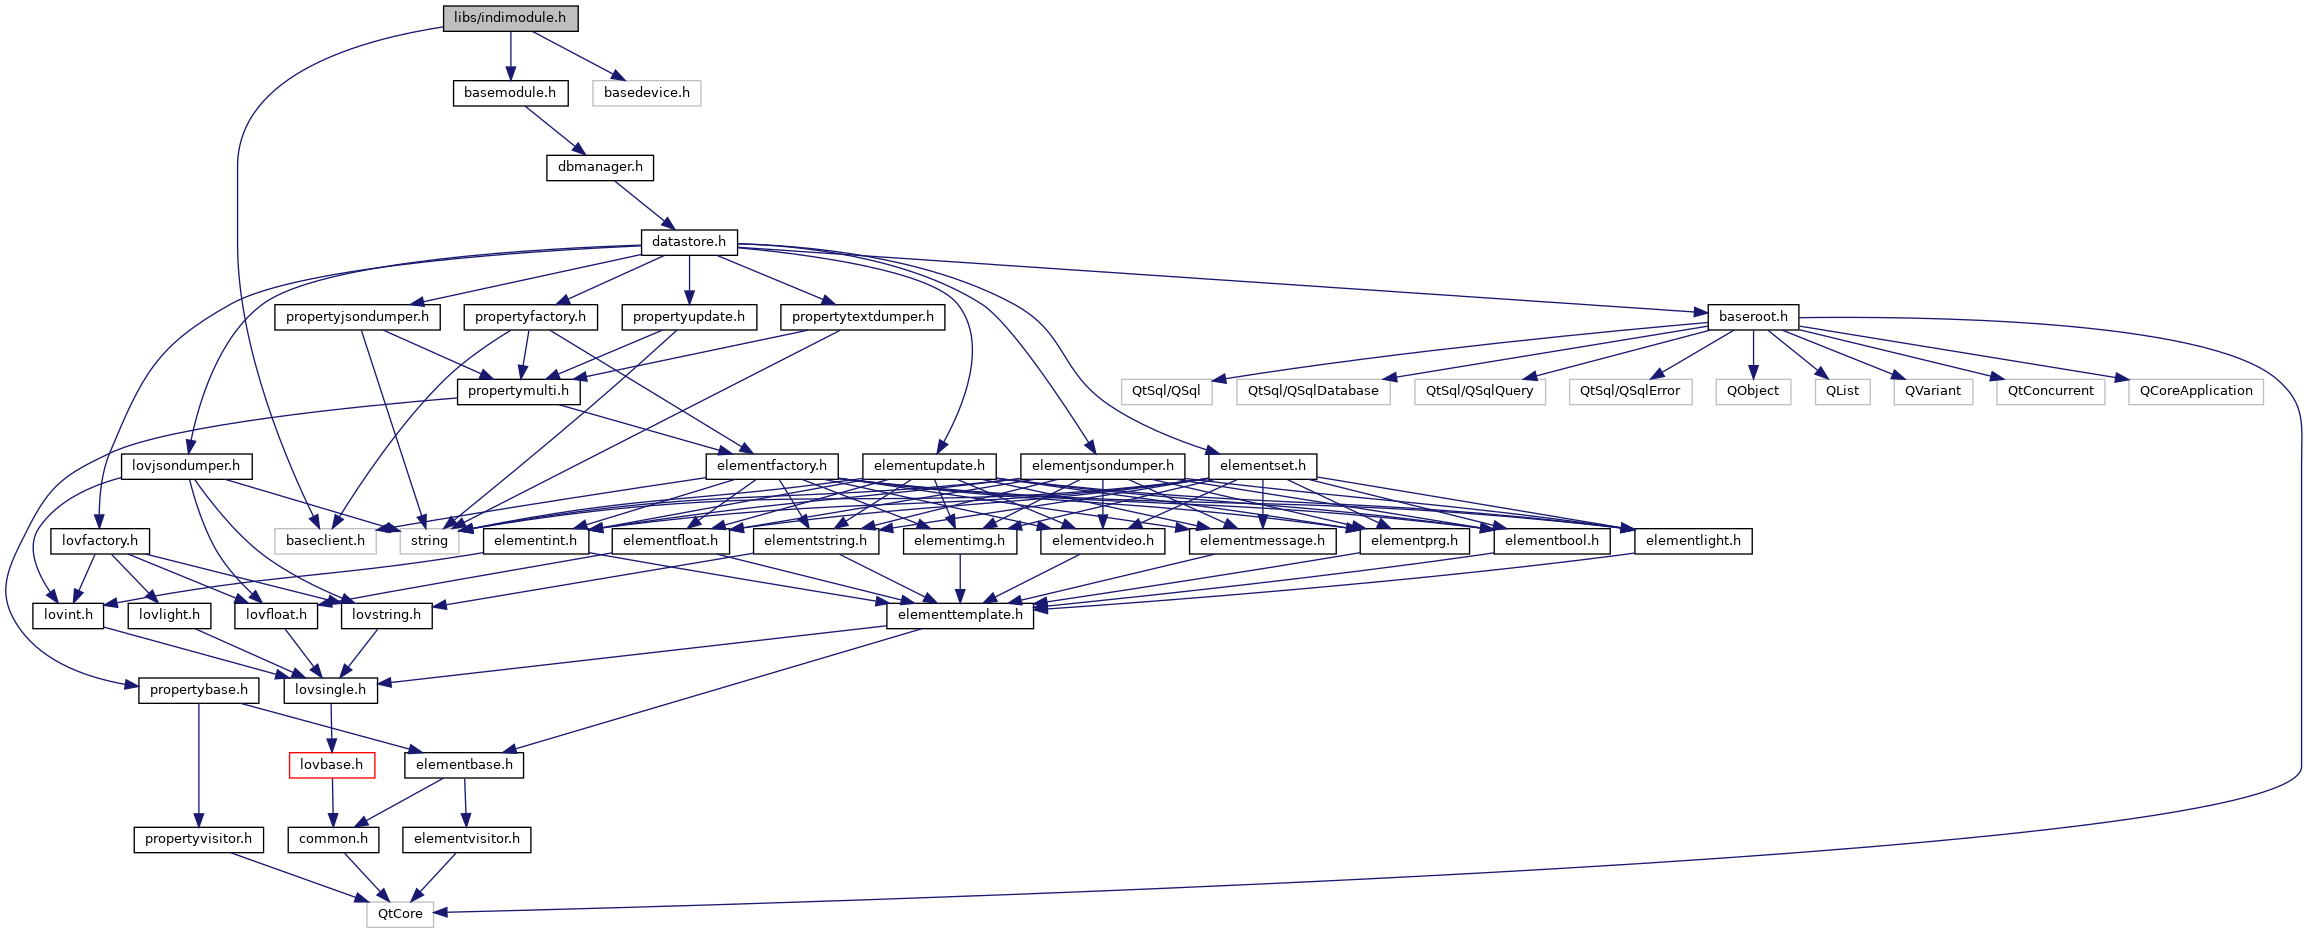 libs/indimodule.h
basemodule.h
basedevice.h
dbmanager.h
datastore.h
propertyjsondumper.h
propertyfactory.h
propertyupdate.h
propertytextdumper.h
baseroot.h
propertymulti.h
QtSql/QSql
QtSql/QSqlDatabase
QtSql/QSqlQuery
QtSql/QSqlError
QObject
QList
QVariant
QtConcurrent
QCoreApplication
lovjsondumper.h
elementfactory.h
elementupdate.h
elementjsondumper.h
elementset.h
lovfactory.h
baseclient.h
string
elementint.h
elementfloat.h
elementstring.h
elementimg.h
elementvideo.h
elementmessage.h
elementprg.h
elementbool.h
elementlight.h
lovint.h
lovlight.h
lovfloat.h
lovstring.h
elementtemplate.h
propertybase.h
lovsingle.h
lovbase.h
elementbase.h
propertyvisitor.h
common.h
elementvisitor.h
QtCore